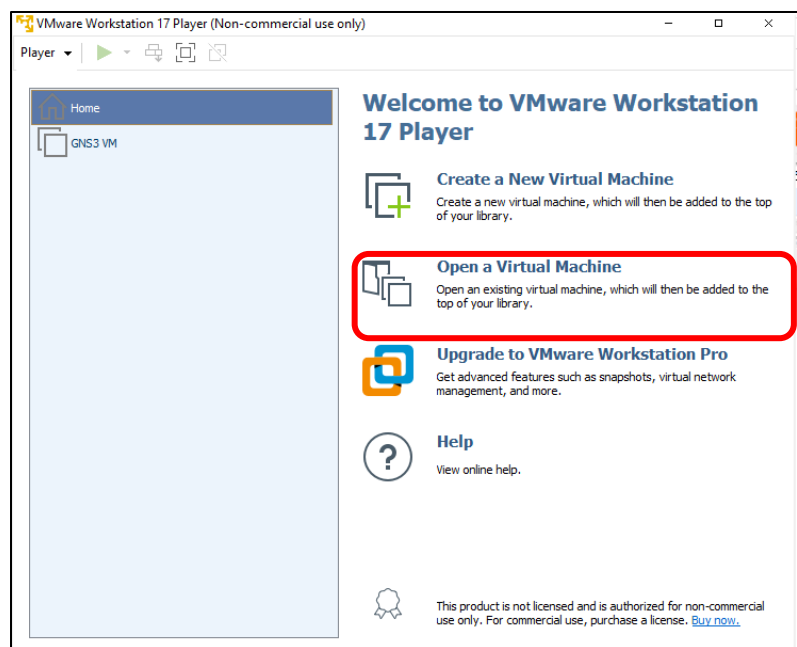 VMware Workstation 17 Player (Non-commercial use only)
Player
Home
GNS3 VM
Welcome to VMware Workstation
17 Player
Create a New Virtual Machine
Create a new virtual machine, which will then be added to the top
of your library.
Open a Virtual Machine
Open an existing virtual machine, which will then be added to the
top of your library.
Upgrade to VMware Workstation Pro
Get advanced features such as snapshots, virtual network
management, and more.
?
Help
View online help.
This product is not licensed and is authorized for non-commercial
use only. For commercial use, purchase a license. Buy now.